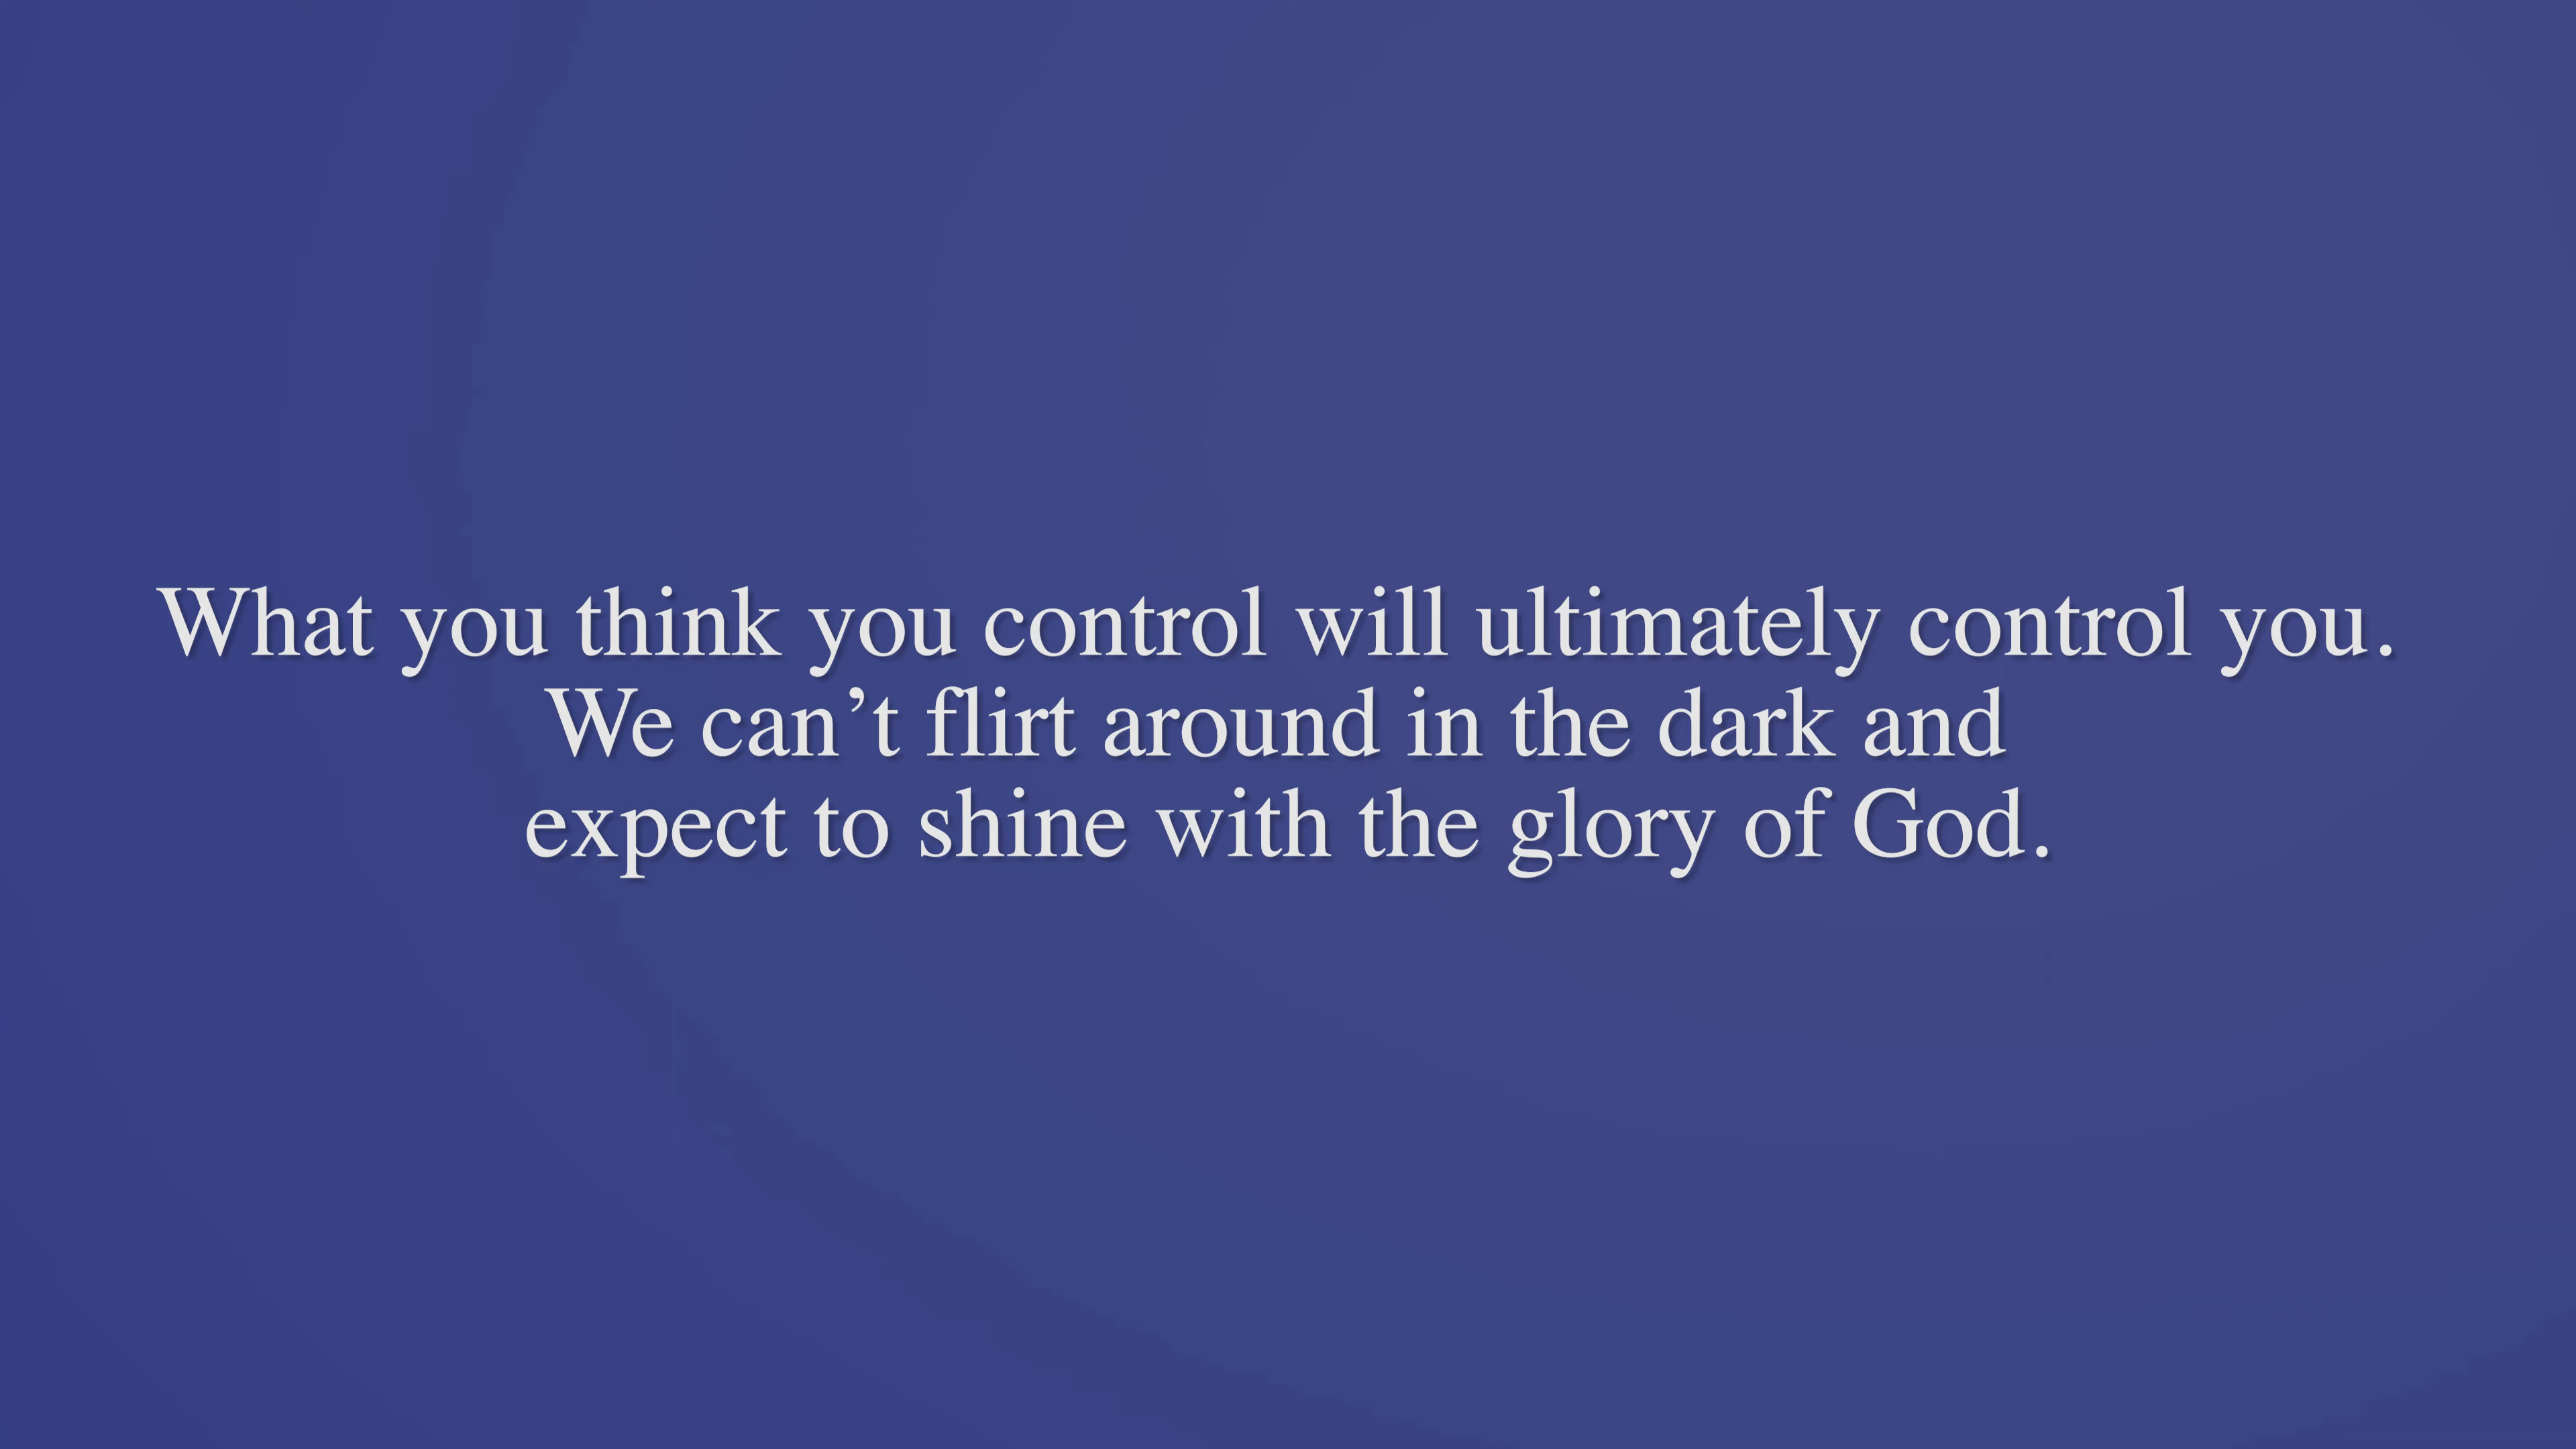 What you think you control will ultimately control you.
We can’t flirt around in the dark and
expect to shine with the glory of God.